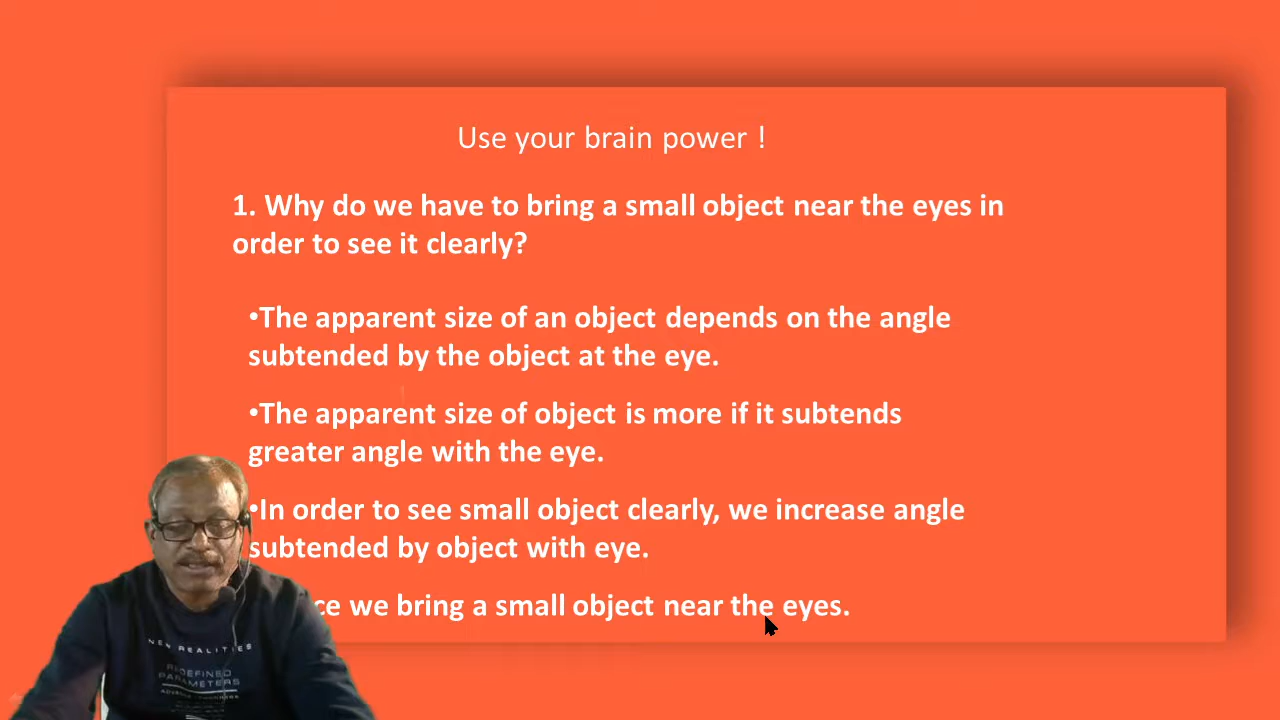 Use your brain power !
1. Why do we have to bring a small object near the eyes in
order to see it clearly?
•The apparent size of an object depends on the angle
subtended by the object at the eye.
•The apparent size of object is more if it subtends
greater angle with the eye.
•In order to see small object clearly, we increase angle
subtended by object with eye.
we bring a small object near the eyes.
NEW REALITIES
REDEFINED
PARAMETERS